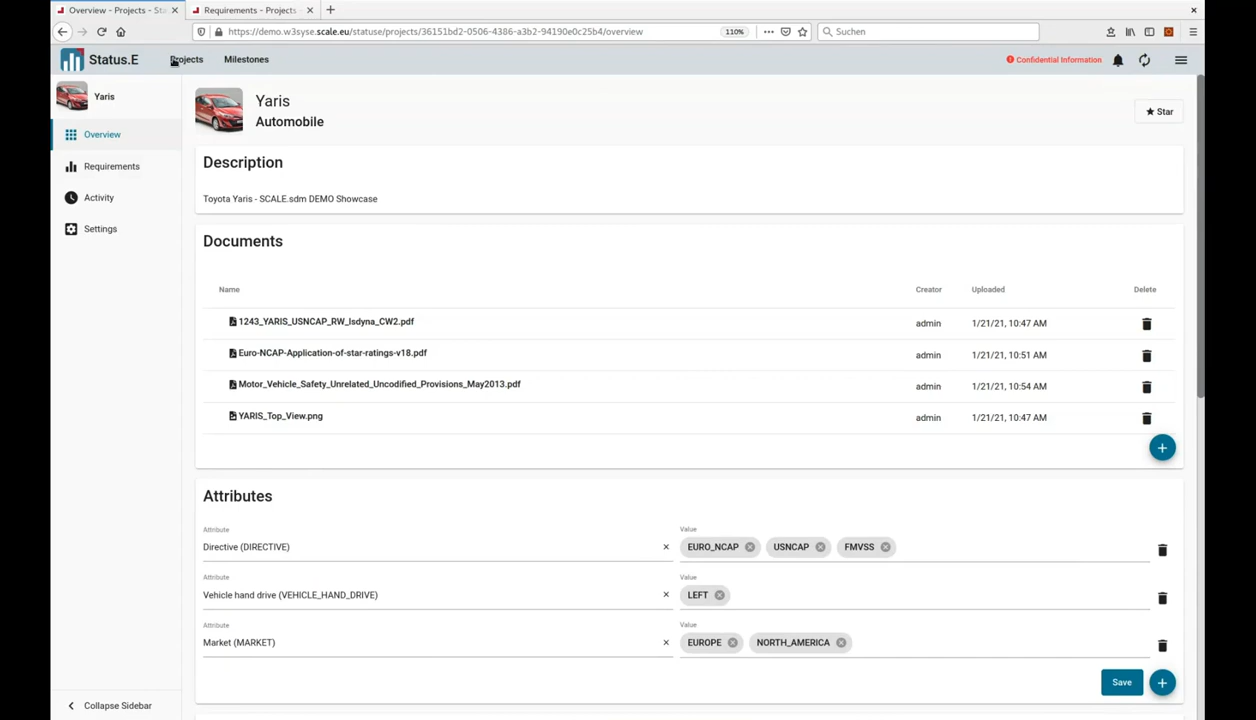 Overview - Projects - Sta
Requirements - Projects -
https://demo.w3syse.scale.eu/statuse/projects/36151bd2-0506-4386-a3b2-94190e0c25b4/overview
110%
Suchen
Status.E
Projects
Milestones
Confidential Information
Yaris
Overview
Requirements
Activity
Settings
Collapse Sidebar
Yaris
Automobile
Star
Description
Toyota Yaris - SCALE.sdm DEMO Showcase
Documents
Name Creator Uploaded Delete
1243_YARIS_USNCAP_RW_lsdyna_CW2.pdf admin 1/21/21, 10:47 AM
Euro-NCAP-Application-of-star-ratings-v18.pdf admin 1/21/21, 10:51 AM
Motor_Vehicle_Safety_Unrelated_Uncodified_Provisions_May2013.pdf admin 1/21/21, 10:54 AM
YARIS_Top_View.png admin 1/21/21, 10:47 AM
Attributes
Attribute Value
Directive (DIRECTIVE) EURO_NCAP USNCAP FMVSS
Attribute Value
Vehicle hand drive (VEHICLE_HAND_DRIVE) LEFT
Attribute Value
Market (MARKET) EUROPE NORTH_AMERICA
Save